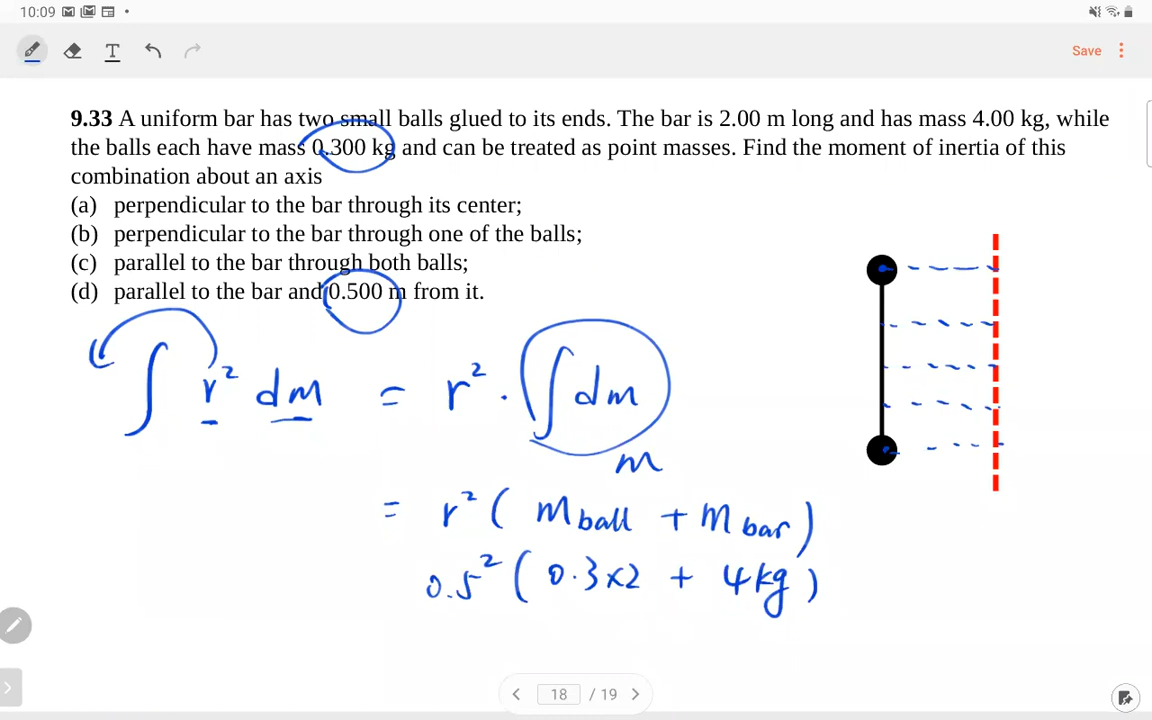 10:09
T
Save
9.33 A uniform bar has two small balls glued to its ends. The bar is 2.00 m long and has mass 4.00 kg, while
the balls each have mass 0.300 kg and can be treated as point masses. Find the moment of inertia of this
combination about an axis
(a) perpendicular to the bar through its center;
(b) perpendicular to the bar through one of the balls;
(c) parallel to the bar through both balls;
(d) parallel to the bar and 0.500 m from it.
∫ r² dm = r² · ∫ dm
m
= r² ( m ball + m bar )
0.5² ( 0.3×2 + 4kg )
18 / 19